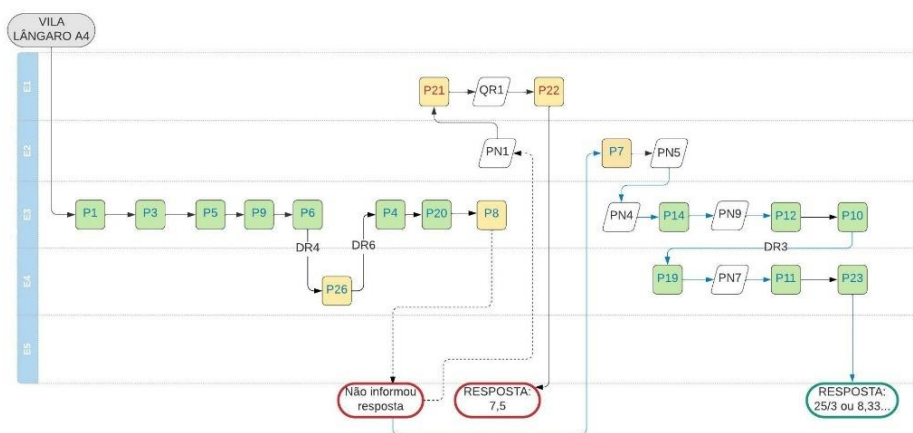 VILA
LÂNGARO A4
E1
P21
QR1
P22
E2
PN1
P7
PN5
E3
P1
P3
P5
P9
P6
P4
P20
P8
PN4
P14
PN9
P12
P10
DR4
DR6
DR3
E4
P26
P19
PN7
P11
P23
E5
Não informou
resposta
RESPOSTA:
7,5
RESPOSTA:
25/3 ou 8,33...